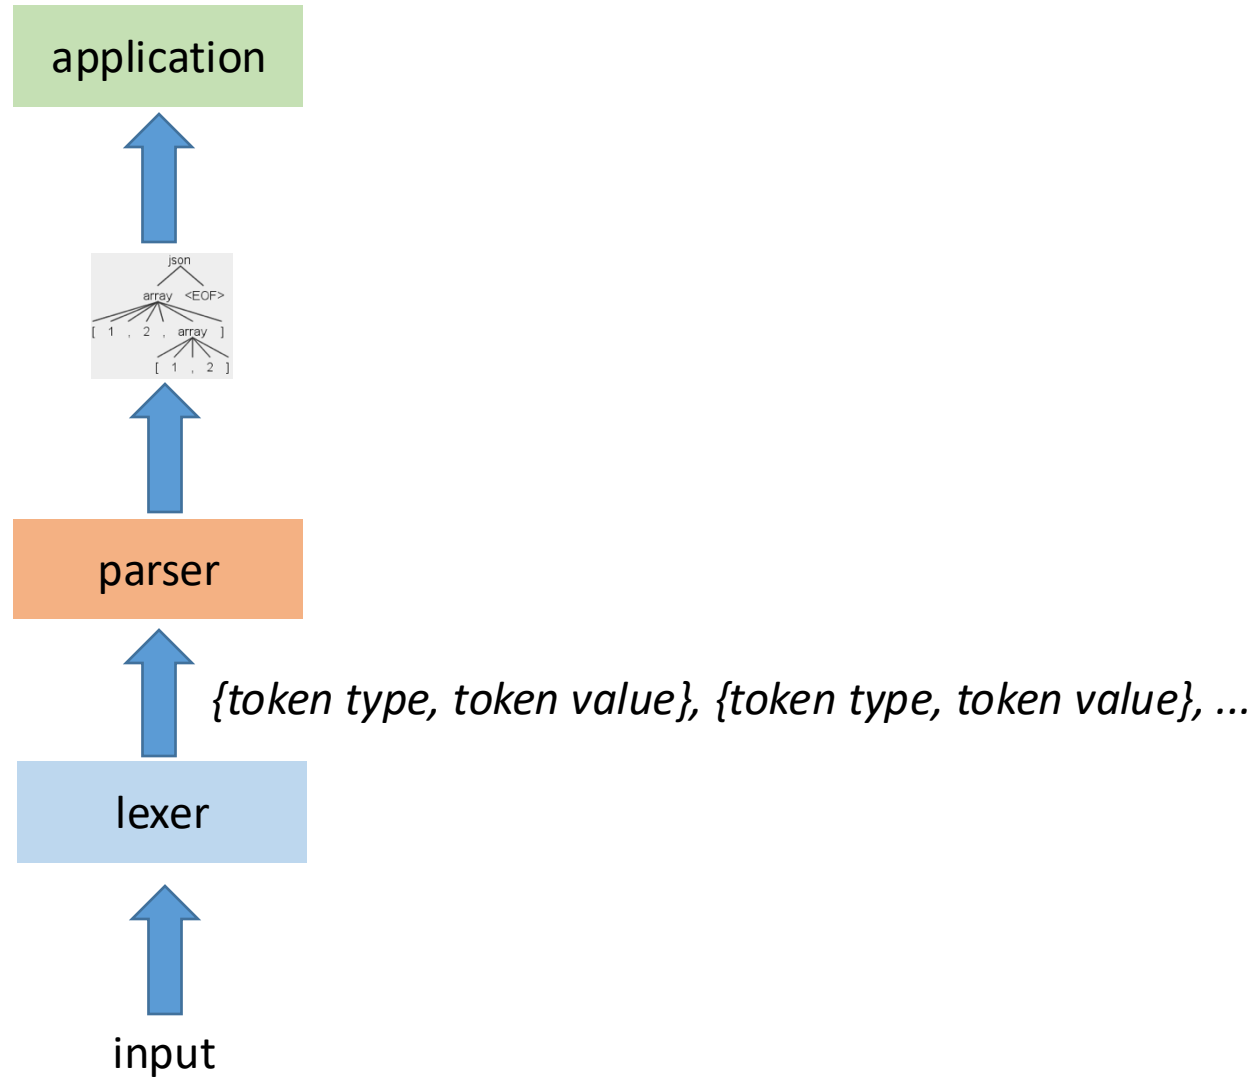 application
json
array <EOF>
[ 1 , 2 , array ]
[ 1 , 2 ]
parser
{token type, token value}, {token type, token value}, ...
lexer
input